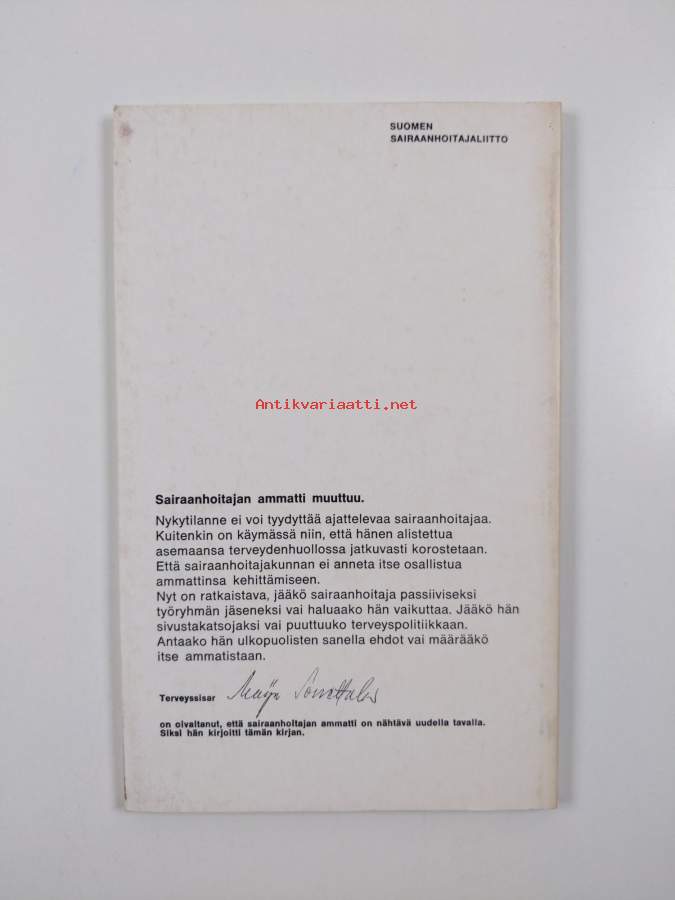 SUOMEN
SAIRAANHOITAJALIITTO
Antikvariaatti.net
Sairaanhoitajan ammatti muuttuu.
Nykytilanne ei voi tyydyttää ajattelevaa sairaanhoitajaa.
Kuitenkin on käymässä niin, että hänen alistettua
asemaansa terveydenhuollossa jatkuvasti korostetaan.
Että sairaanhoitajakunnan ei anneta itse osallistua
ammattinsa kehittämiseen.
Nyt on ratkaistava, jääkö sairaanhoitaja passiiviseksi
työryhmän jäseneksi vai haluaako hän vaikuttaa. Jääkö hän
sivustakatsojaksi vai puuttuuko terveyspolitiikkaan.
Antaako hän ulkopuolisten sanella ehdot vai määrääkö
itse ammatistaan.
Terveyssisar
on oivaltanut, että sairaanhoitajan ammatti on nähtävä uudella tavalla.
Siksi hän kirjoitti tämän kirjan.